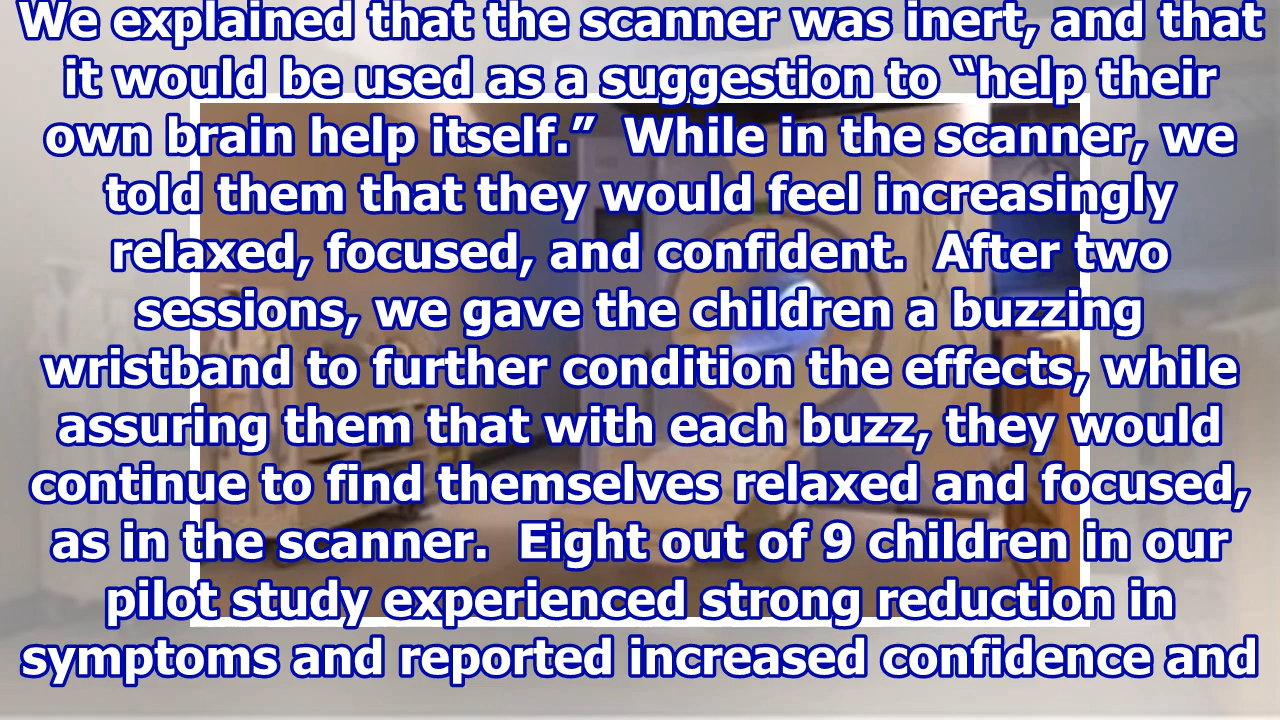 We explained that the scanner was inert, and that
it would be used as a suggestion to “help their
own brain help itself.”  While in the scanner, we
told them that they would feel increasingly
relaxed, focused, and confident.  After two
sessions, we gave the children a buzzing
wristband to further condition the effects, while
assuring them that with each buzz, they would
continue to find themselves relaxed and focused,
as in the scanner.  Eight out of 9 children in our
pilot study experienced strong reduction in
symptoms and reported increased confidence and